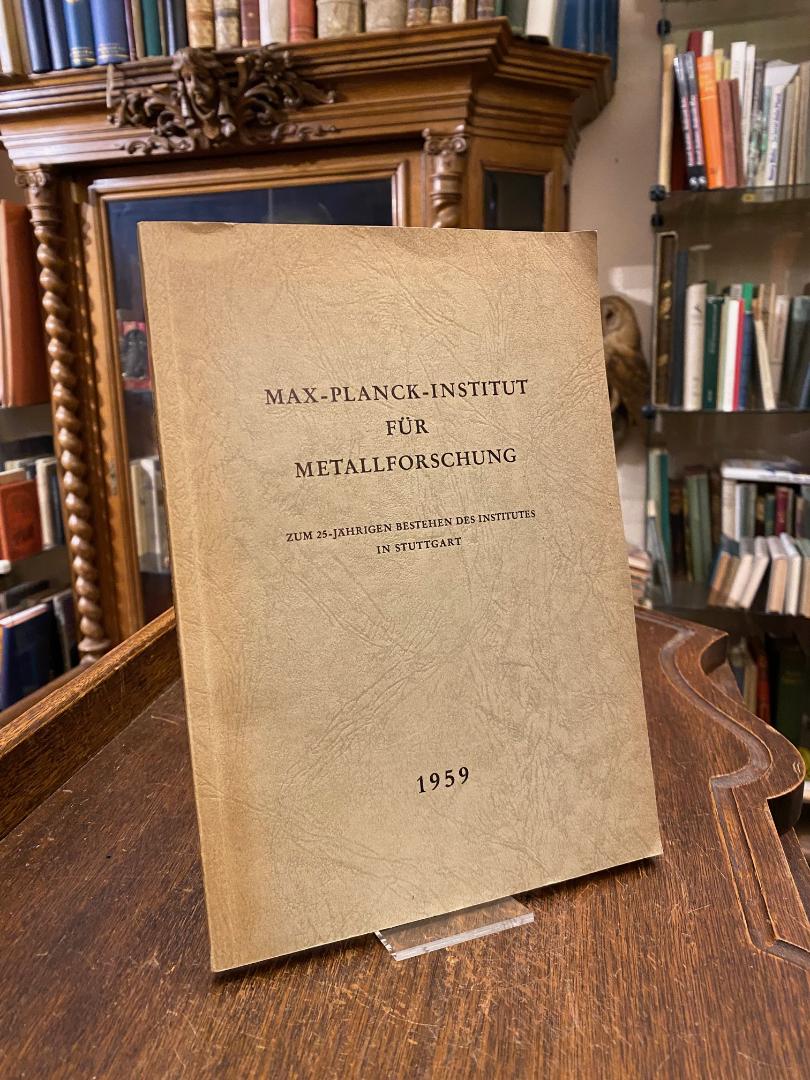 MAX-PLANCK-INSTITUT
FÜR
METALLFORSCHUNG
ZUM 25-JÄHRIGEN BESTEHEN DES INSTITUTES
IN STUTTGART
1959